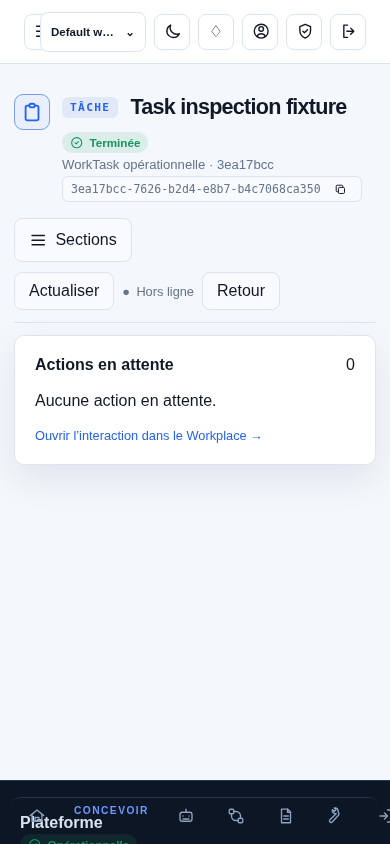 Default w... ⌄
TÂCHE Task inspection fixture
Terminée
WorkTask opérationnelle · 3ea17bcc
3ea17bcc-7626-b2d4-e8b7-b4c7068ca350
Sections
Actualiser ● Hors ligne Retour
Actions en attente 0
Aucune action en attente.
Ouvrir l'interaction dans le Workplace →
CONCEVOIR
Plateforme
Opérationnelle